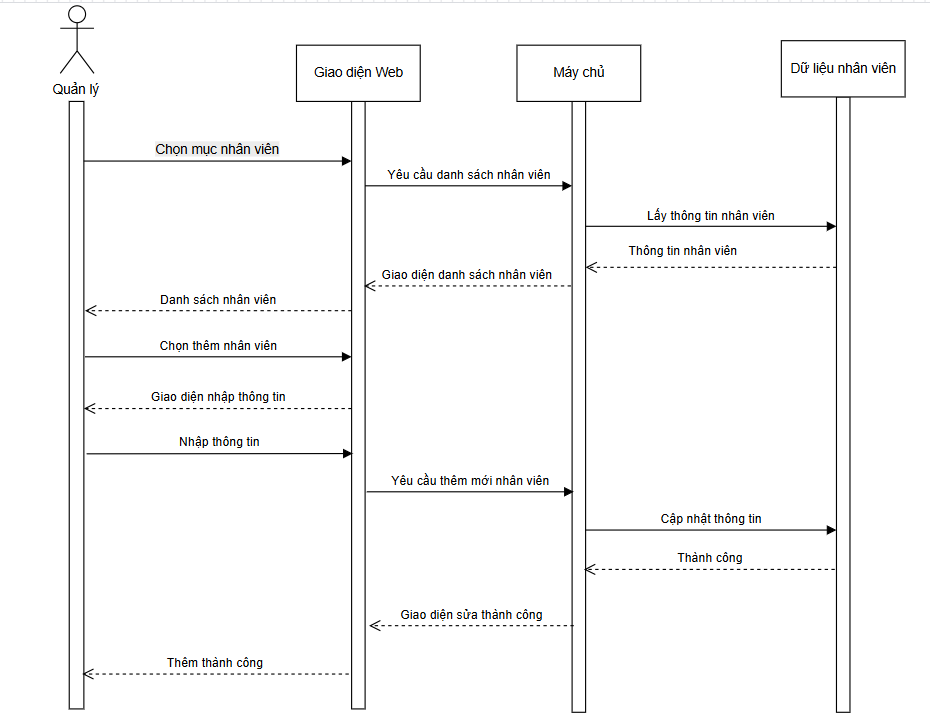 Quản lý
Giao diện Web
Máy chủ
Dữ liệu nhân viên
Chọn mục nhân viên
Yêu cầu danh sách nhân viên
Lấy thông tin nhân viên
Thông tin nhân viên
Giao diện danh sách nhân viên
Danh sách nhân viên
Chọn thêm nhân viên
Giao diện nhập thông tin
Nhập thông tin
Yêu cầu thêm mới nhân viên
Cập nhật thông tin
Thành công
Giao diện sửa thành công
Thêm thành công